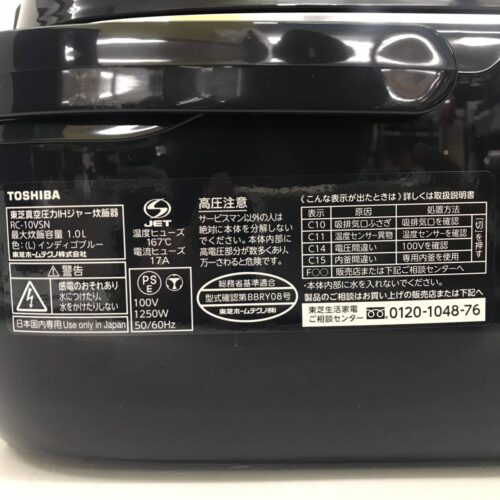 TOSHIBA
東芝真空圧力IHジャー炊飯器
RC-10VSN
最大炊飯容量 1.0L
色:(L) インディゴブルー
東芝ホームテクノ株式会社
警告
感電のおそれあり
水につけたり、
水をかけたりしない
日本国内専用 Use only in Japan
S
JET
温度ヒューズ
167℃
電流ヒューズ
17A
PS
E
100V
1250W
50/60Hz
高圧注意
サービスマン以外の人は
絶対に本体を分解しない
でください。
本体内部には高電圧
部分が数多くあり、万
一さわると危険です。
総務省基準適合
型式確認第BBRY08号
東芝ホームテクノ(株)
《こんな表示が出たときは》詳しくは取扱説明書
表示 原因 処置方法
C10 吸排気口ふさぎ 吸排気口を確認
C11 温度センサー異物 温度センサーを確認
C14 電圧間違い 100Vを確認
C15 内釜間違い 専用内釜を使用
F○○ 販売店または下記へご相談
*本体内部に水を入れないでください。
製品のご相談はお買い上げの販売店または下記へ
東芝生活家電
ご相談センター 0120-1048-76